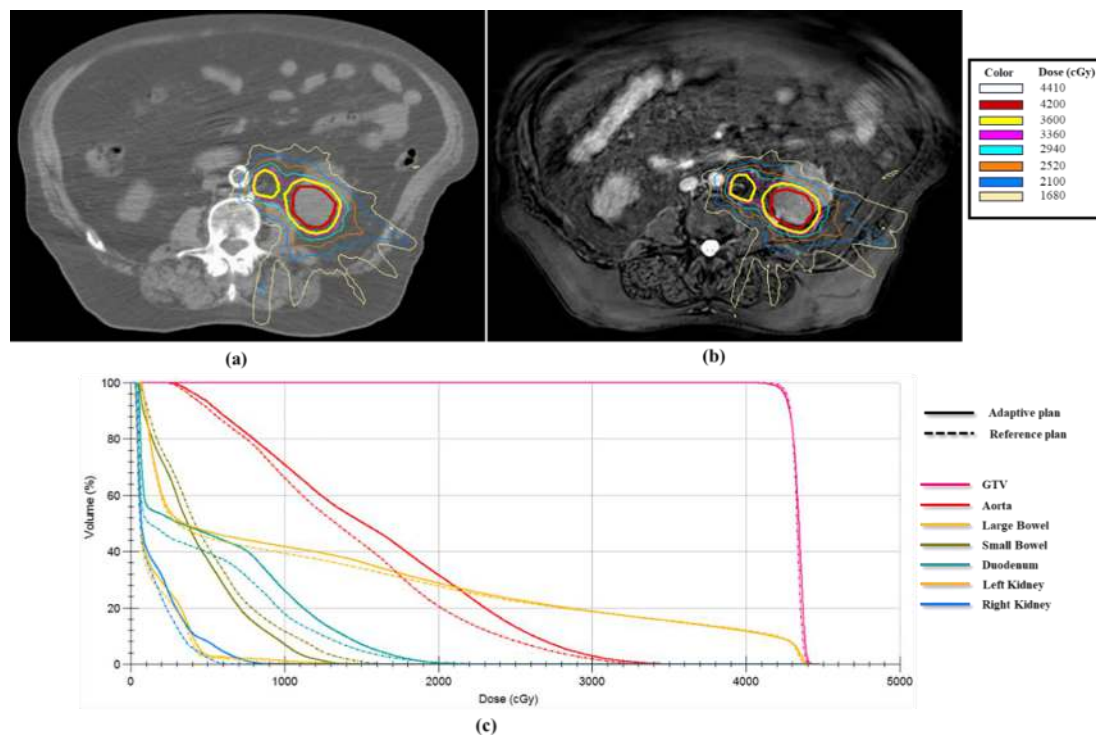 Color Dose (cGy)
4410
4200
3600
3360
2940
2520
2100
1680
(a)
(b)
100
80
60
40
20
0
Volume (%)
0 1000 2000 3000 4000 5000
Dose (cGy)
Adaptive plan
Reference plan
GTV
Aorta
Large Bowel
Small Bowel
Duodenum
Left Kidney
Right Kidney
(c)